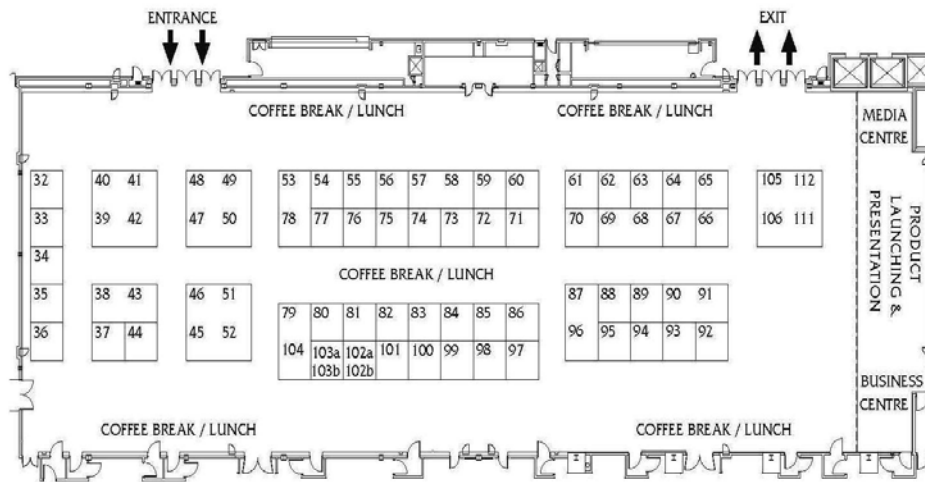 ENTRANCE
EXIT
COFFEE BREAK / LUNCH
COFFEE BREAK / LUNCH
MEDIA
CENTRE
32
40 41
48 49
53 54 55 56 57 58 59 60
61 62 63 64 65
105 112
33
39 42
47 50
78 77 76 75 74 73 72 71
70 69 68 67 66
106 111
34
COFFEE BREAK / LUNCH
PRODUCT
LAUNCHING &
PRESENTATION
35
38 43
46 51
79 80 81 82 83 84 85 86
87 88 89 90 91
36
37 44
45 52
104 103a 102a 101 100 99 98 97
103b 102b
96 95 94 93 92
BUSINESS
CENTRE
COFFEE BREAK / LUNCH
COFFEE BREAK / LUNCH